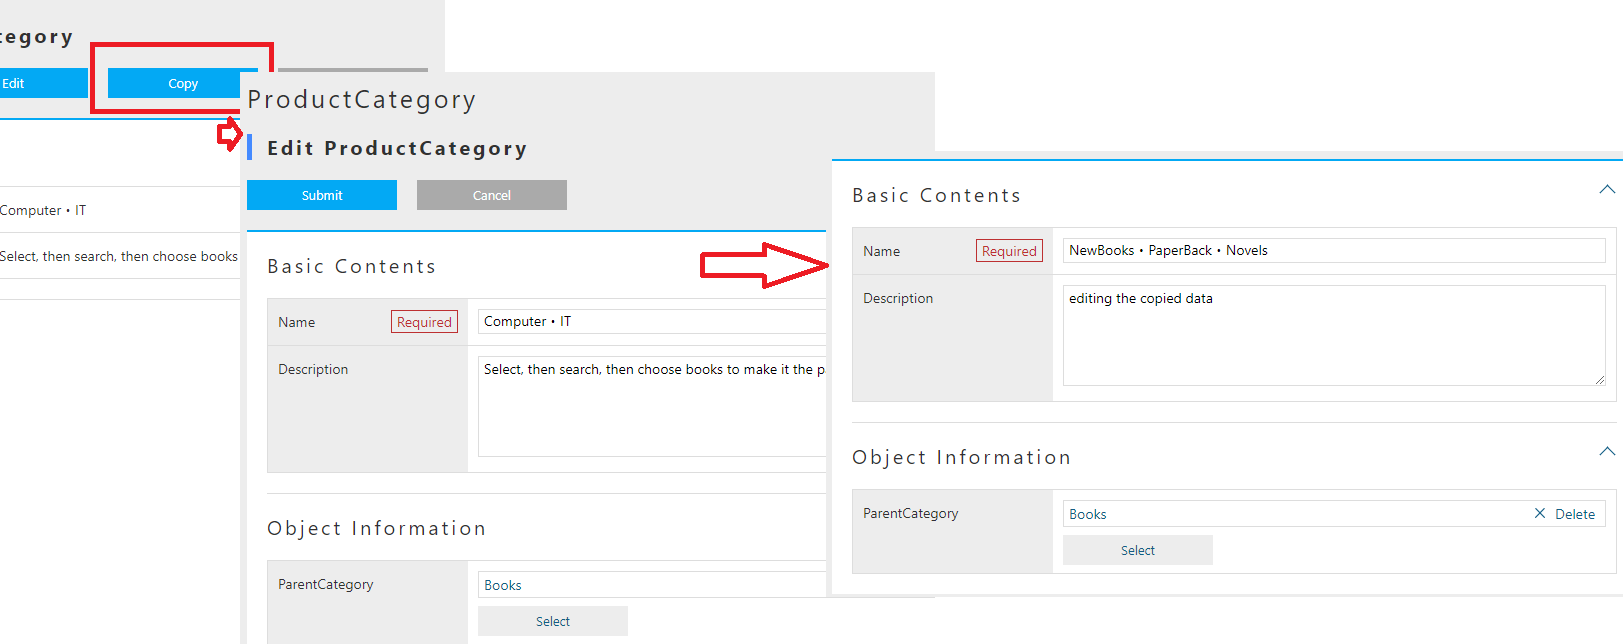 tegory
Edit
Copy
Computer・IT
Select, then search, then choose books
ProductCategory
Edit ProductCategory
Submit
Cancel
Basic Contents
Name
Required
Computer・IT
Description
Select, then search, then choose books to make it the p
Object Information
ParentCategory
Books
Select
Basic Contents
Name
Required
NewBooks・PaperBack・Novels
Description
editing the copied data
Object Information
ParentCategory
Books
Delete
Select